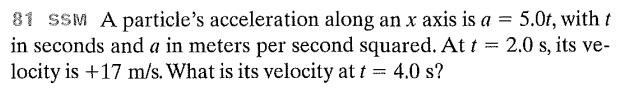 81 SSM A particle's acceleration along an x axis is a = 5.0t, with t
in seconds and a in meters per second squared. At t = 2.0 s, its ve-
locity is +17 m/s. What is its velocity at t = 4.0 s?